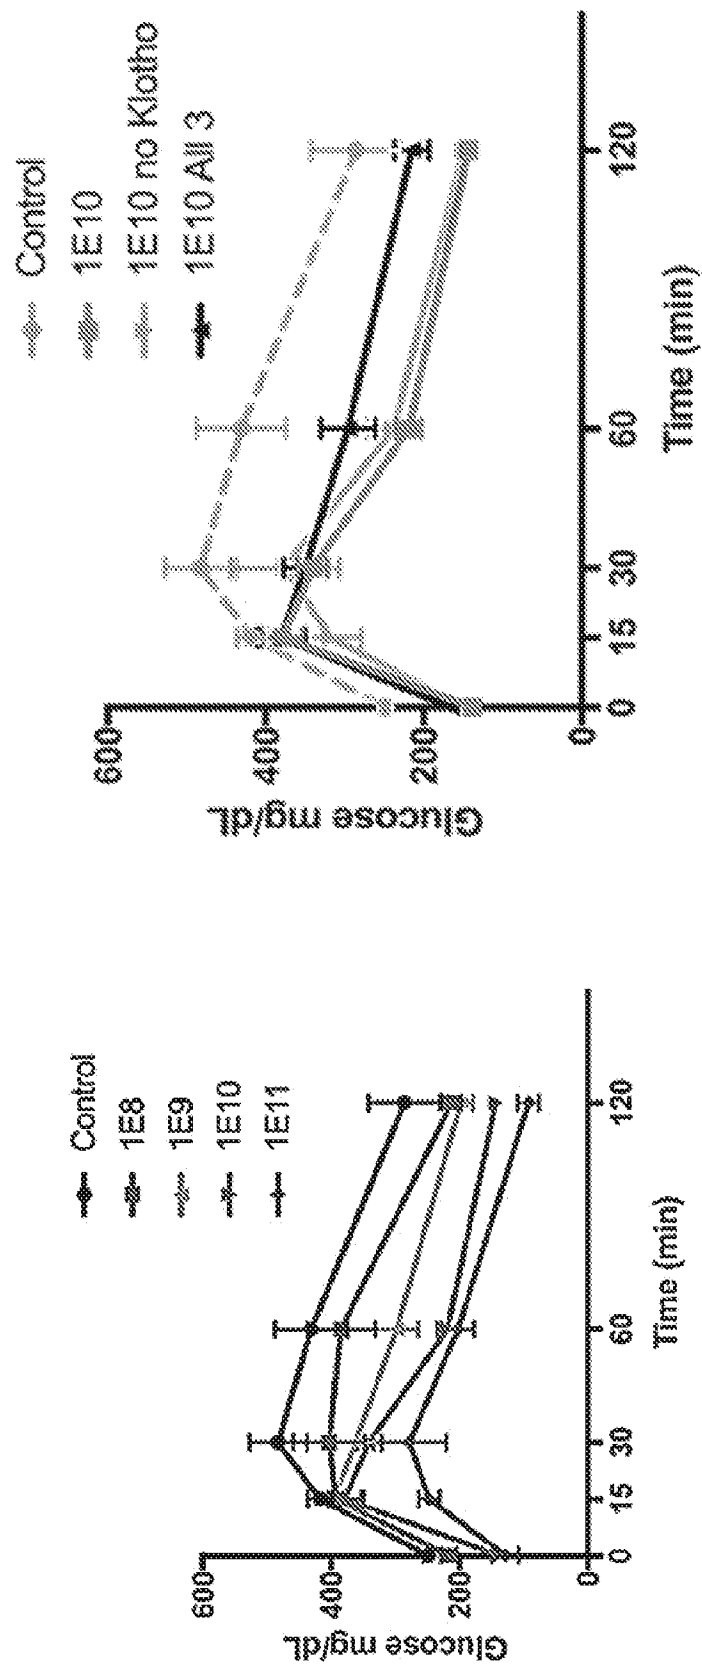 Control
1E8
1E9
1E10
1E11
600
400
200
0
Glucose mg/dL
0
15
30
60
120
Time (min)
Control
1E10
1E10 no Klotho
1E10 All 3
600
400
200
0
Glucose mg/dL
0
15
30
60
120
Time (min)